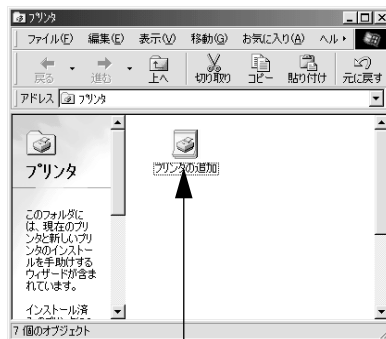 プリンタ
ファイル(F) 編集(E) 表示(V) 移動(G) お気に入り(A) ヘル
戻る 進む 上へ 切り取り コピー 貼り付け 元に戻す
アドレス プリンタ
プリンタ
プリンタの追加
このフォルダに
は、現在のプリ
ンタと新しいプリ
ンタのインストー
ルを手助けする
ウィザードが含ま
れています。
インストール済
7 個のオブジェクト